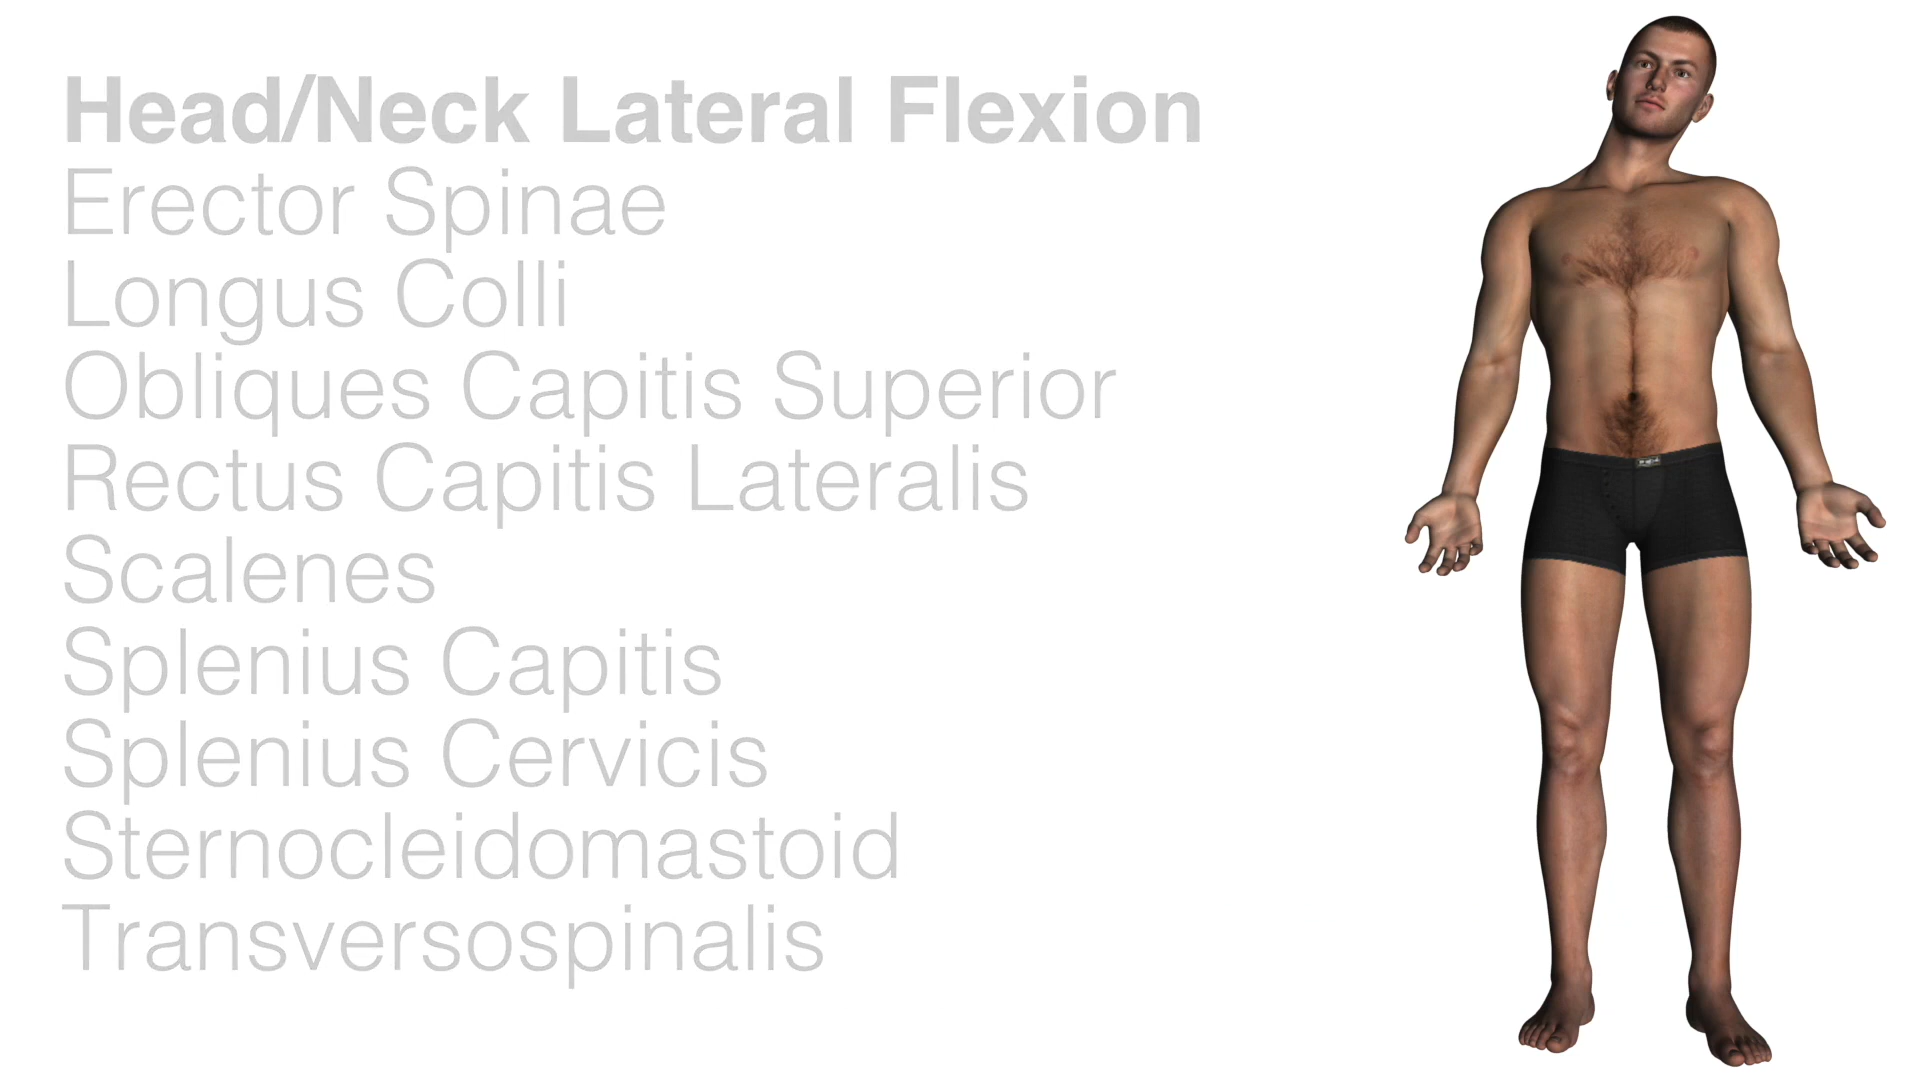 Head/Neck Lateral Flexion
Erector Spinae
Longus Colli
Obliques Capitis Superior
Rectus Capitis Lateralis
Scalenes
Splenius Capitis
Splenius Cervicis
Sternocleidomastoid
Transversospinalis